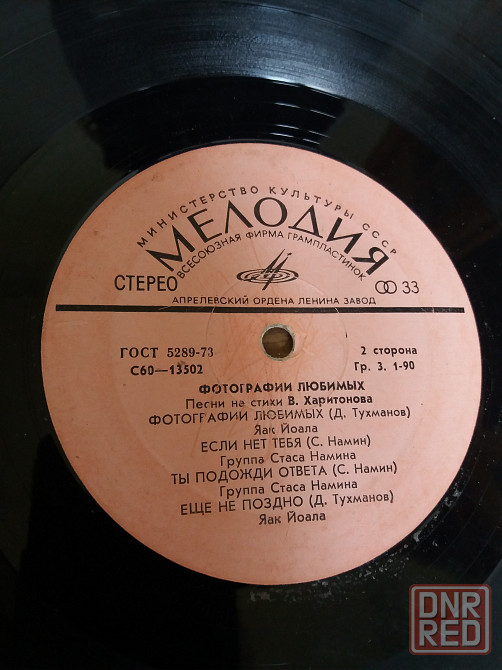 МИНИСТЕРСТВО КУЛЬТУРЫ СССР
МЕЛОДИЯ
ВСЕСОЮЗНАЯ ФИРМА ГРАМПЛАСТИНОК
СТЕРЕО
33
АПРЕЛЕВСКИЙ ОРДЕНА ЛЕНИНА ЗАВОД
ГОСТ 5289-73
2 сторона
С60—13502
Гр. 3. 1-90
ФОТОГРАФИИ ЛЮБИМЫХ
Песни на стихи В. Харитонова
ФОТОГРАФИИ ЛЮБИМЫХ (Д. Тухманов)
Яак Йоала
ЕСЛИ НЕТ ТЕБЯ (С. Намин)
Группа Стаса Намина
ТЫ ПОДОЖДИ ОТВЕТА (С. Намин)
Группа Стаса Намина
ЕЩЕ НЕ ПОЗДНО (Д. Тухманов)
Яак Йоала
DNR
RED